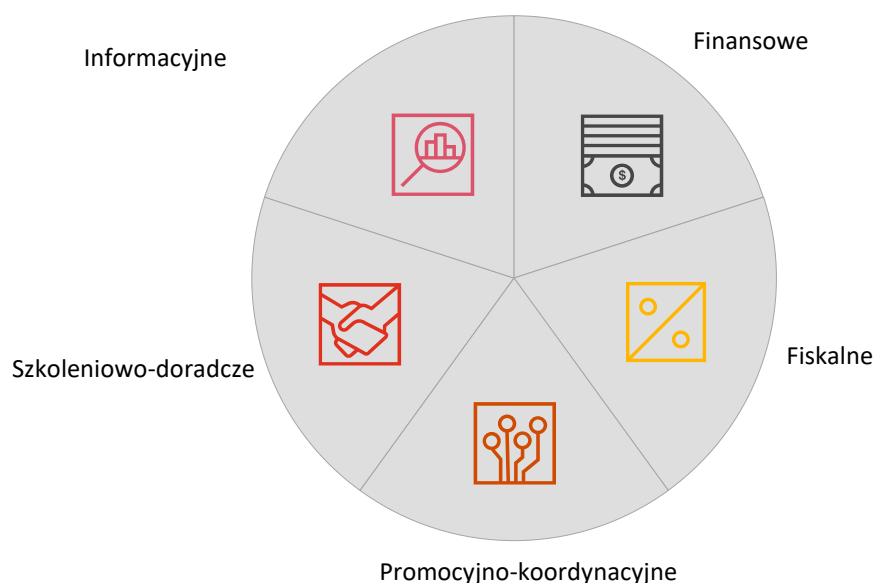 Informacyjne
Finansowe
$
Szkoleniowo-doradcze
Fiskalne
Promocyjno-koordynacyjne